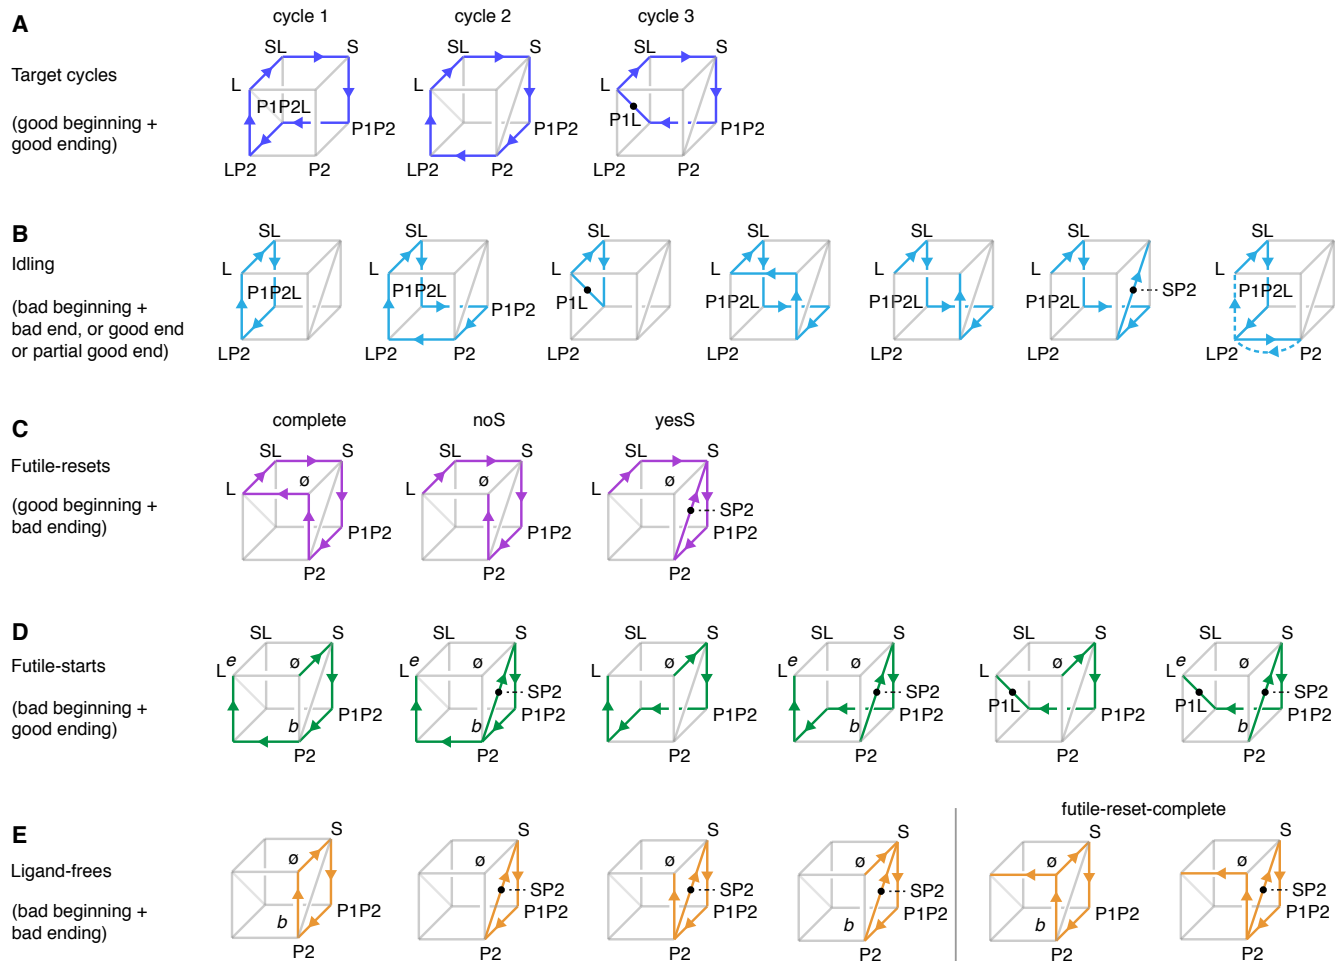 A
Target cycles
(good beginning +
good ending)
cycle 1
cycle 2
cycle 3
SL
S
L
P1P2L
P1P2
LP2
P2
SL
S
L
P1P2
LP2
P2
SL
S
L
P1L
P1P2
LP2
P2
B
Idling
(bad beginning +
bad end, or good end
or partial good end)
SL
L
P1P2L
LP2
SL
L
P1P2L
P1P2
LP2
P2
SL
L
P1L
LP2
SL
L
P1P2L
LP2
SL
L
P1P2L
LP2
SL
L
P1P2L
SP2
LP2
SL
L
P1P2L
LP2
P2
C
Futile-resets
(good beginning +
bad ending)
complete
noS
yesS
SL
S
L
ø
P1P2
P2
SL
S
L
ø
P1P2
P2
SL
S
L
ø
SP2
P1P2
P2
D
Futile-starts
(bad beginning +
good ending)
SL
S
L
e
ø
P1P2
b
P2
SL
S
L
e
ø
SP2
P1P2
b
P2
SL
S
L
ø
P1P2
P2
SL
S
L
e
ø
SP2
P1P2
b
P2
SL
S
L
ø
P1L
P1P2
P2
SL
S
L
e
ø
P1L
SP2
P1P2
b
P2
E
Ligand-frees
(bad beginning +
bad ending)
S
ø
P1P2
b
P2
S
ø
SP2
P1P2
P2
S
ø
SP2
P1P2
P2
S
ø
SP2
P1P2
b
P2
futile-reset-complete
S
ø
P1P2
b
P2
S
ø
SP2
P1P2
P2